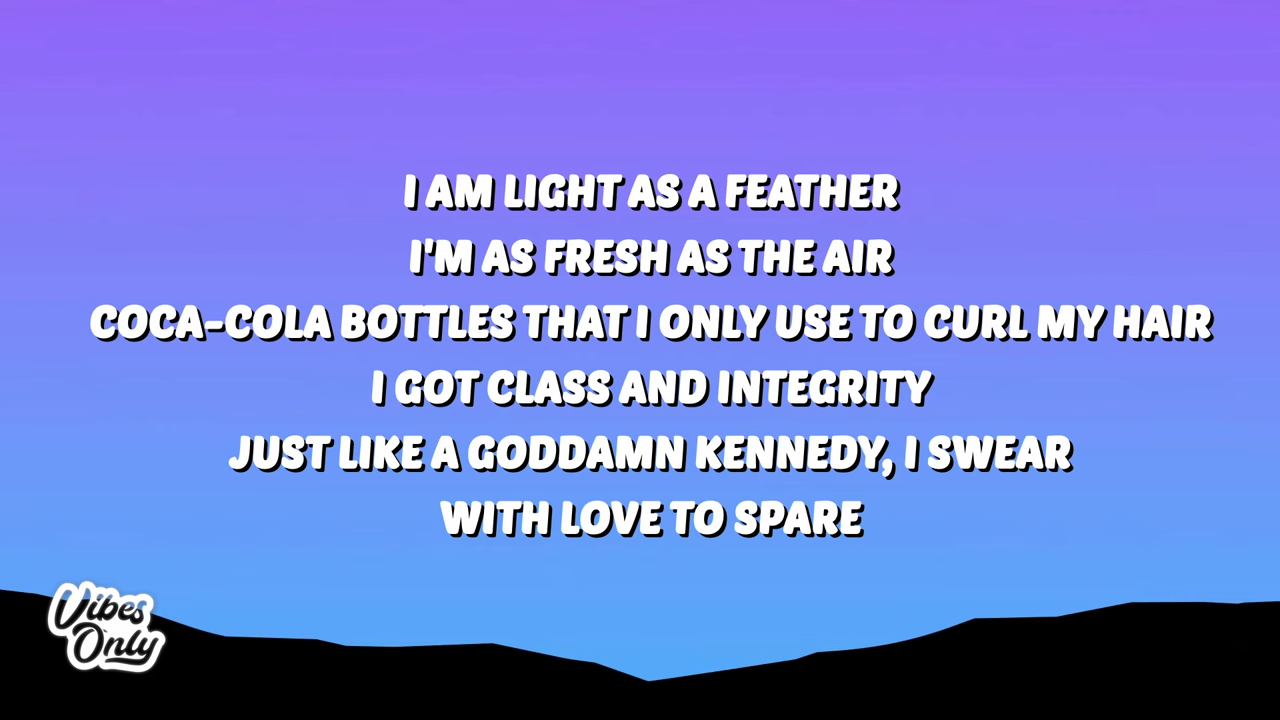 I AM LIGHT AS A FEATHER
I'M AS FRESH AS THE AIR
COCA-COLA BOTTLES THAT I ONLY USE TO CURL MY HAIR
I GOT CLASS AND INTEGRITY
JUST LIKE A GODDAMN KENNEDY, I SWEAR
WITH LOVE TO SPARE
Vibes
Only